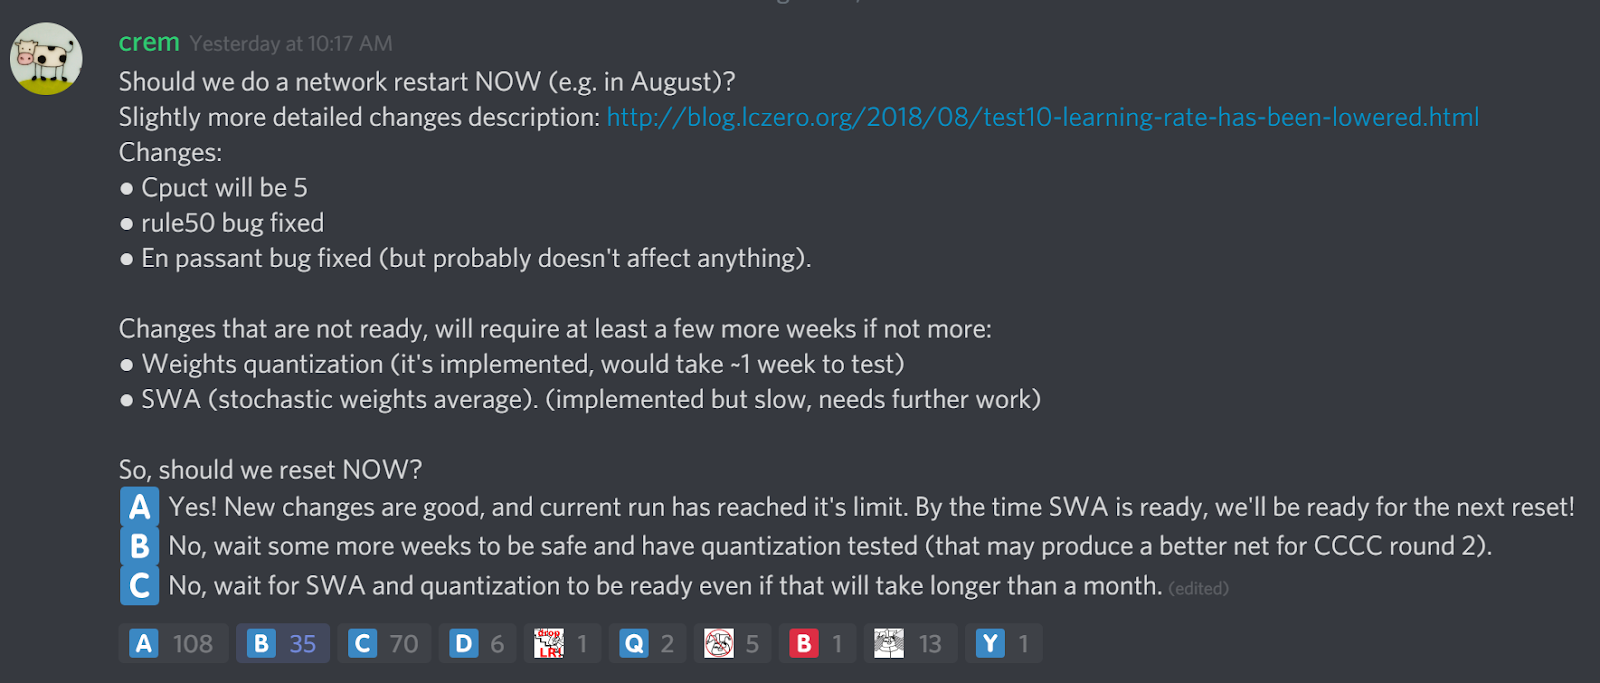 crem Yesterday at 10:17 AM
Should we do a network restart NOW (e.g. in August)?
Slightly more detailed changes description: http://blog.lczero.org/2018/08/test10-learning-rate-has-been-lowered.html
Changes:
● Cpuct will be 5
● rule50 bug fixed
● En passant bug fixed (but probably doesn't affect anything).
Changes that are not ready, will require at least a few more weeks if not more:
● Weights quantization (it's implemented, would take ~1 week to test)
● SWA (stochastic weights average). (implemented but slow, needs further work)
So, should we reset NOW?
A Yes! New changes are good, and current run has reached it's limit. By the time SWA is ready, we'll be ready for the next reset!
B No, wait some more weeks to be safe and have quantization tested (that may produce a better net for CCCC round 2).
C No, wait for SWA and quantization to be ready even if that will take longer than a month. (edited)
A 108 B 35 C 70 D 6 drop LR! 1 Q 2 5 B 1 13 Y 1